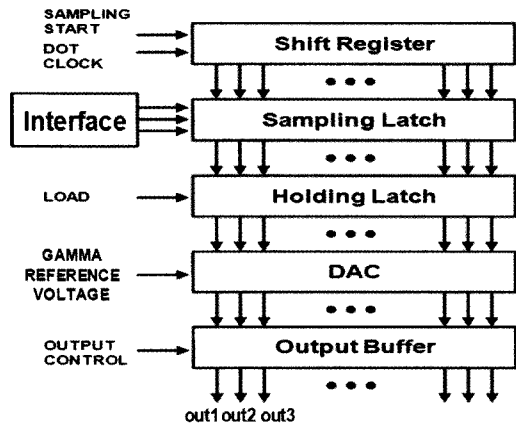 SAMPLING
START
DOT
CLOCK
Shift Register
Interface
Sampling Latch
LOAD
Holding Latch
GAMMA
REFERENCE
VOLTAGE
DAC
OUTPUT
CONTROL
Output Buffer
out1 out2 out3